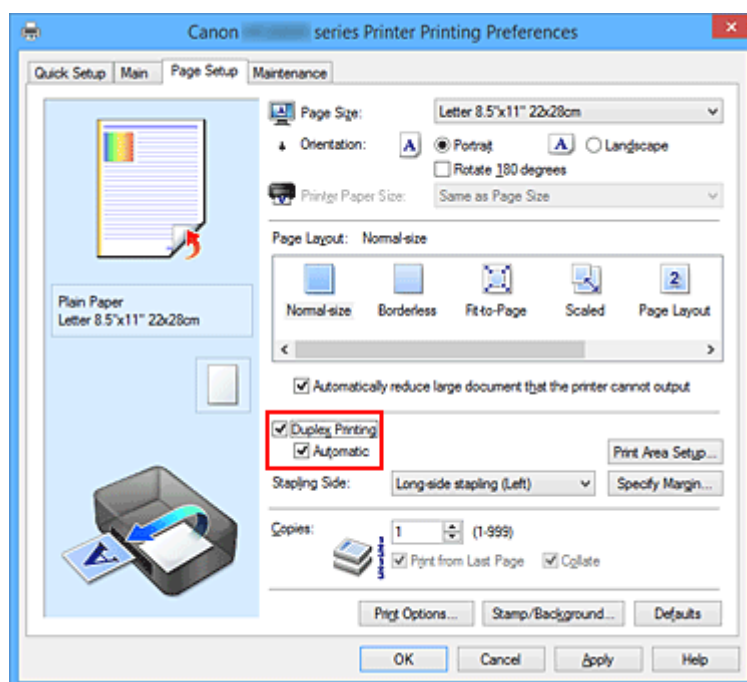 Canon series Printer Printing Preferences
Quick Setup Main Page Setup Maintenance
Page Size: Letter 8.5"x11" 22x28cm
Orientation: A Portrait A Landscape
Rotate 180 degrees
Printer Paper Size: Same as Page Size
Page Layout: Normal-size
2
Normal-size Borderless Fit-to-Page Scaled Page Layout
Plain Paper
Letter 8.5"x11" 22x28cm
Automatically reduce large document that the printer cannot output
Duplex Printing
Automatic
Print Area Setup...
Stapling Side: Long-side stapling (Left) Specify Margin...
Copies: 1 (1-999)
Print from Last Page Collate
A
Print Options... Stamp/Background... Defaults
OK Cancel Apply Help